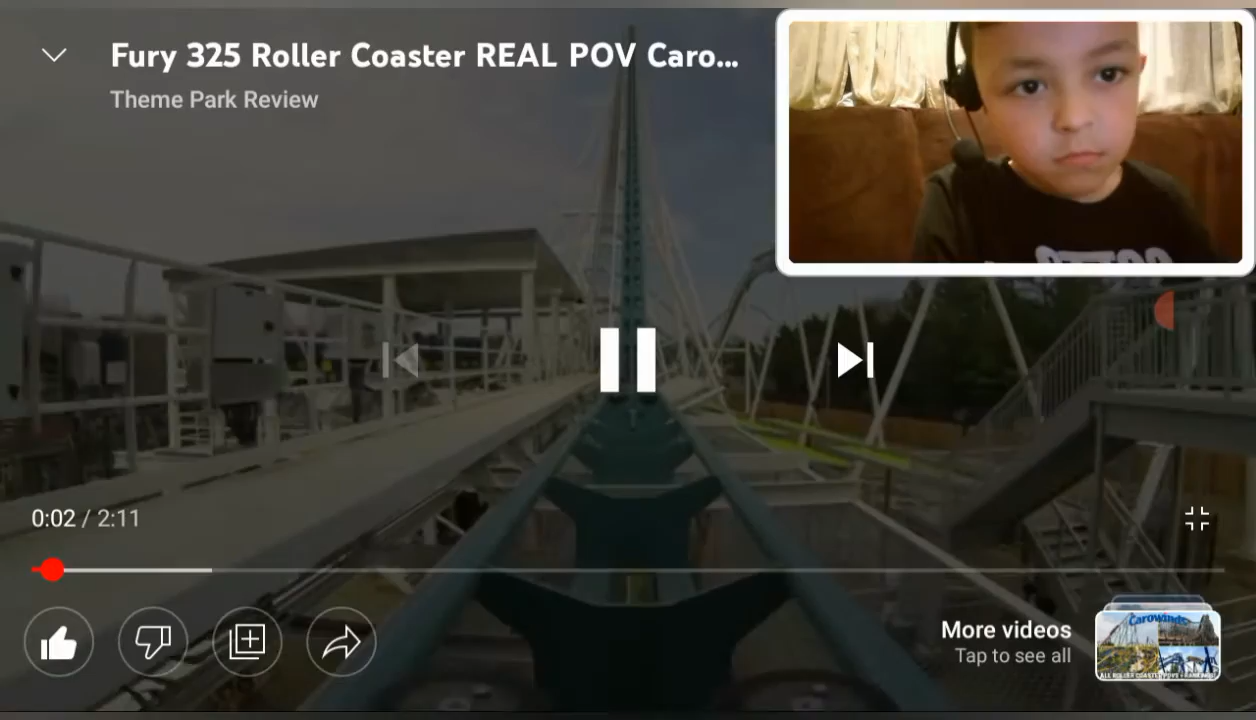 Fury 325 Roller Coaster REAL POV Caro...
Theme Park Review
0:02 / 2:11
More videos
Tap to see all
Carowinds